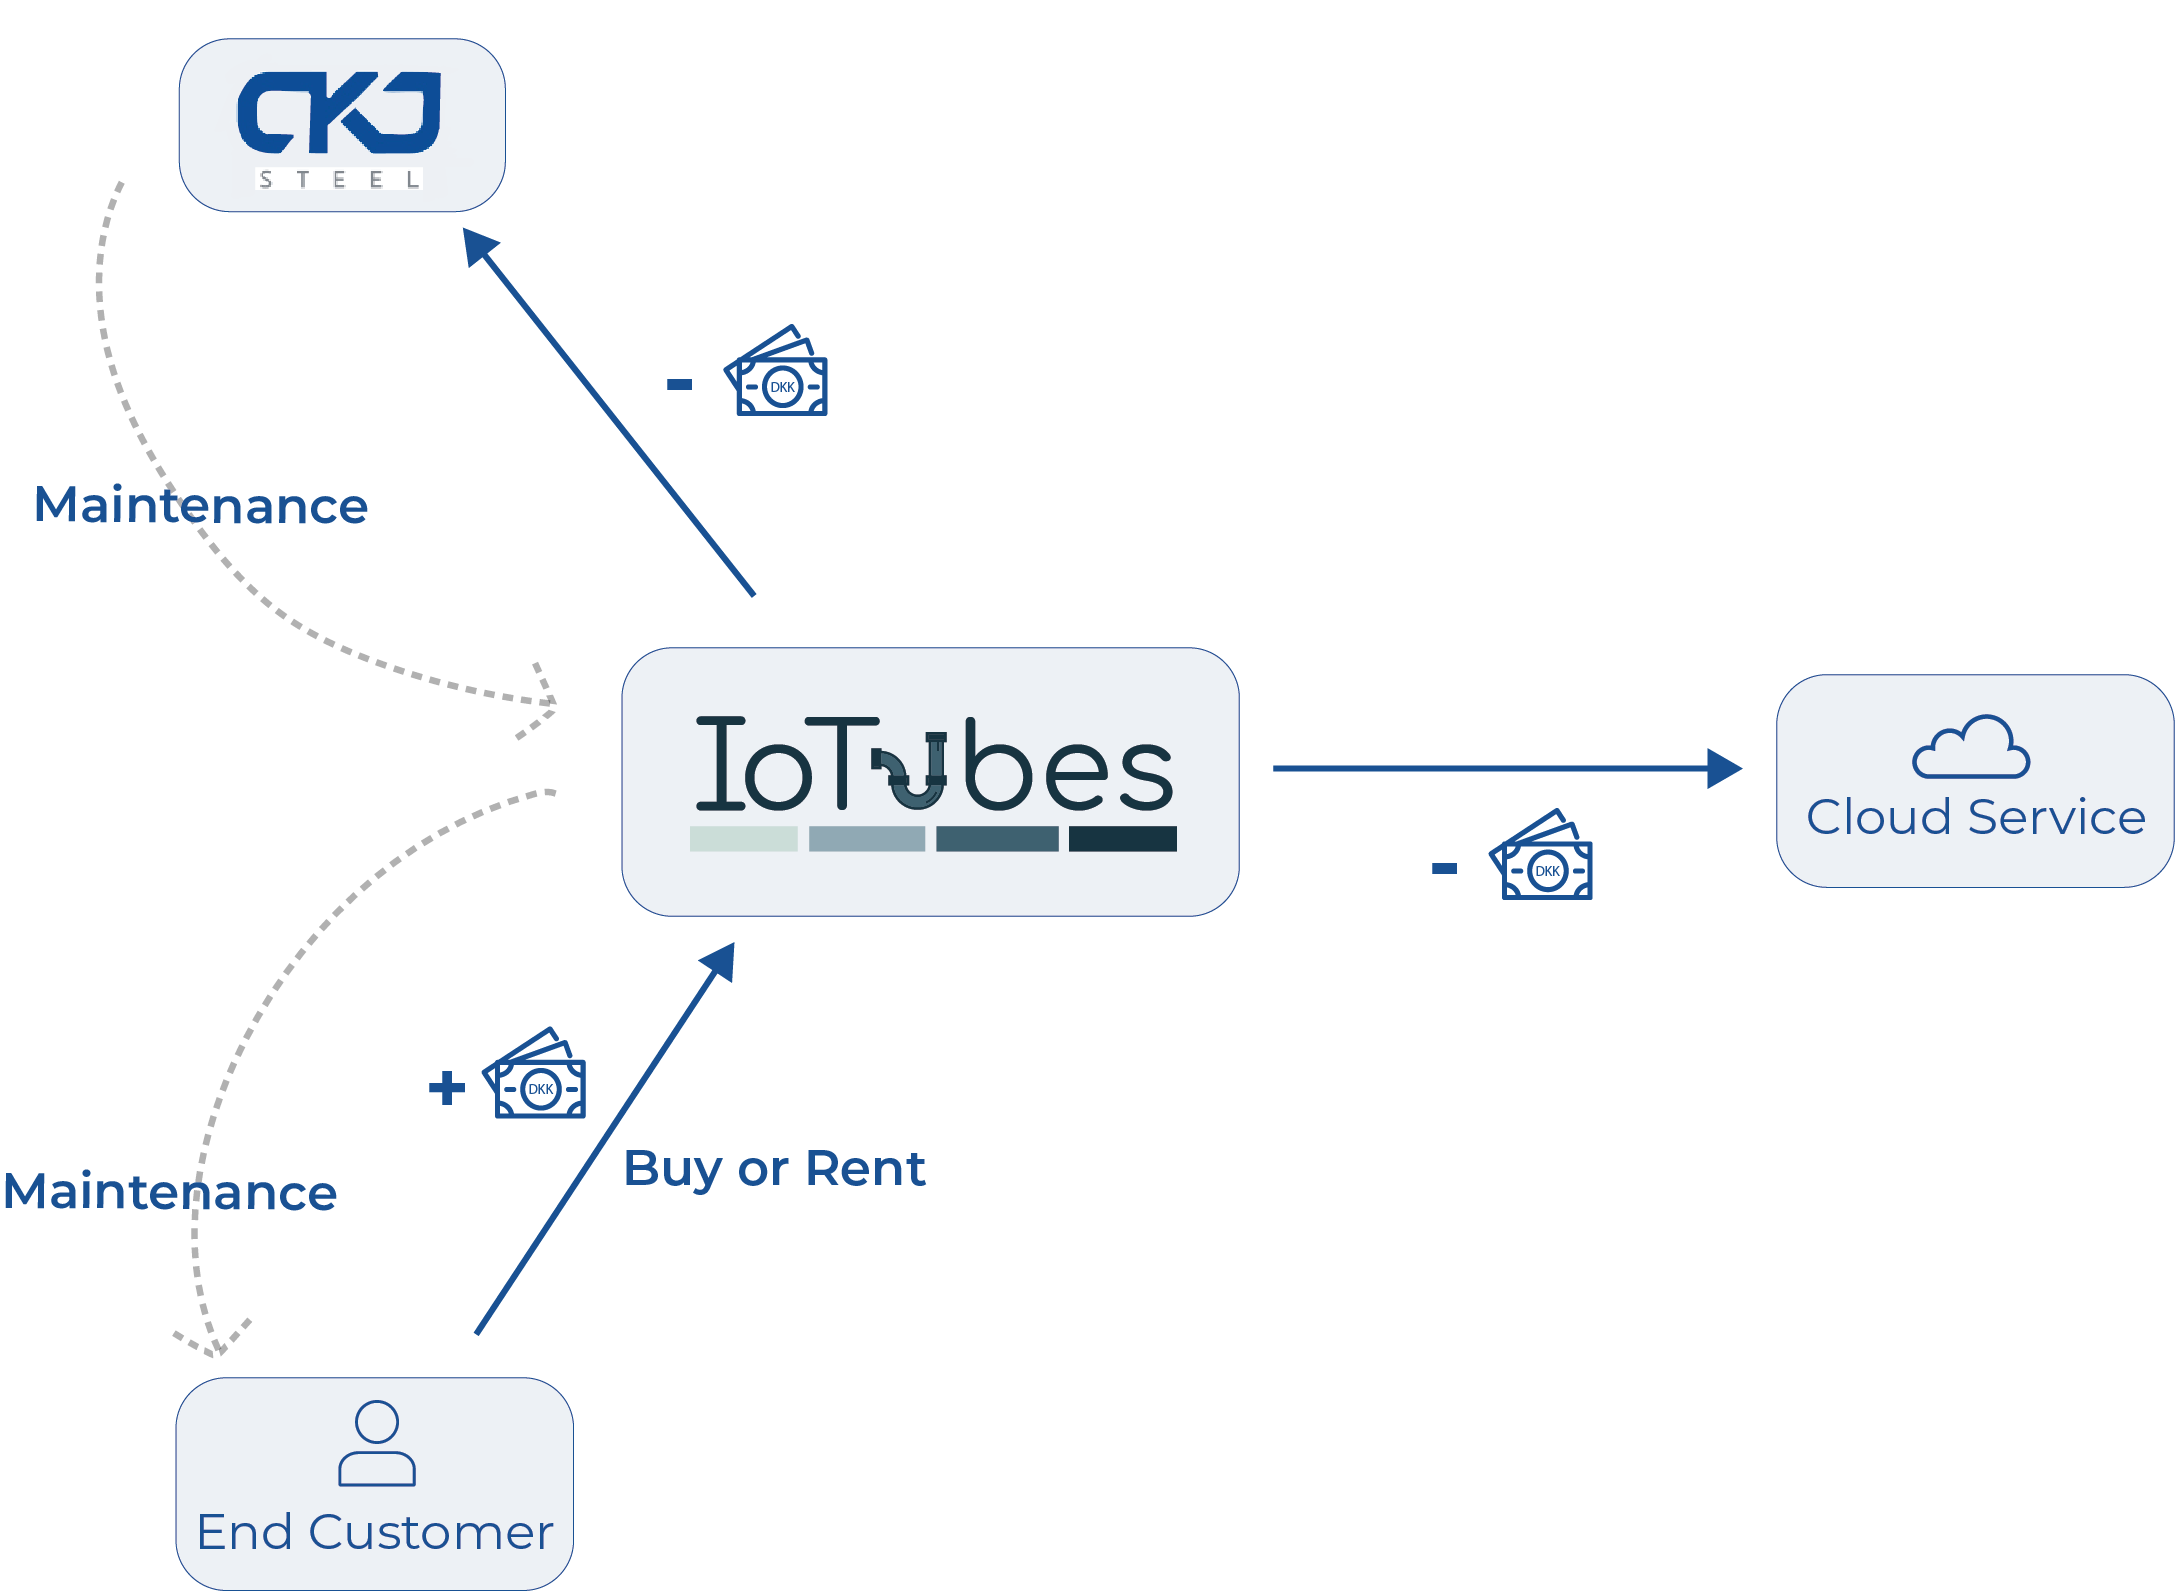 CKJ
STEEL
DKK
Maintenance
IoTubes
Cloud Service
DKK
DKK
Maintenance
Buy or Rent
End Customer